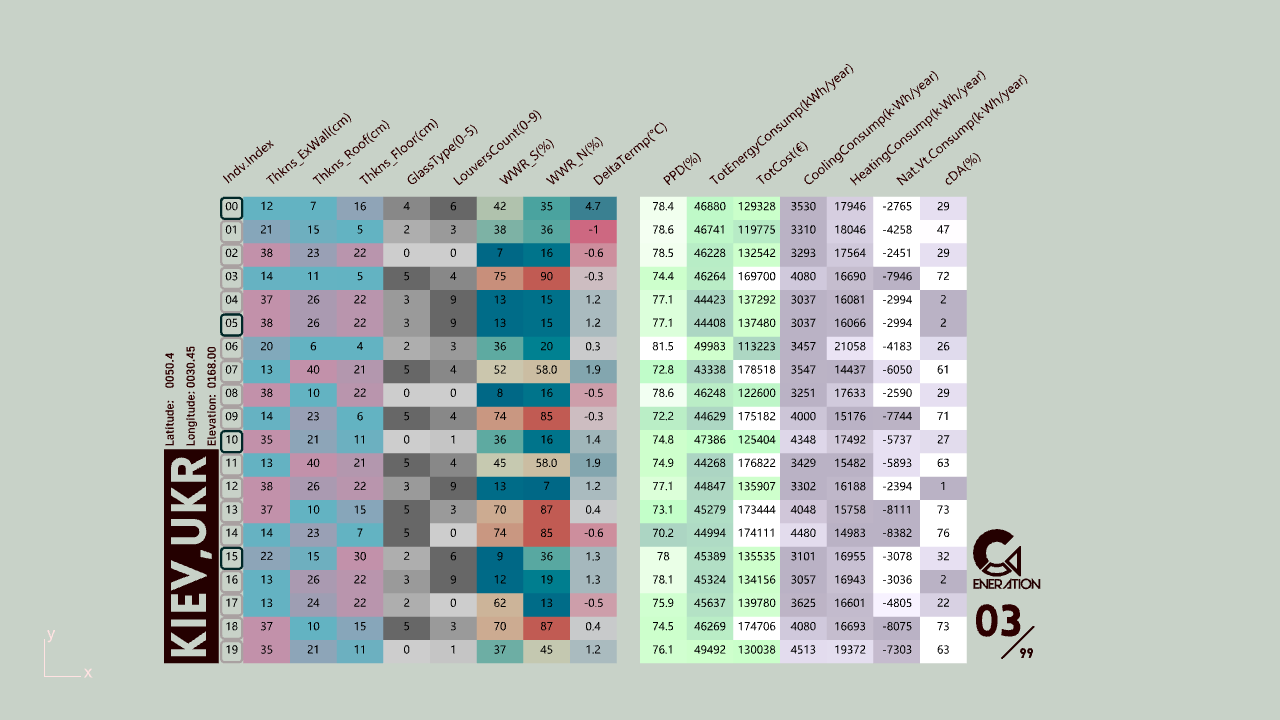 Indv.Index Thkns_ExWall(cm) Thkns_Roof(cm) Thkns_Floor(cm) GlassType(0-5) LouversCount(0-9) WWR_S(%) WWR_N(%) DeltaTermp(°C) PPD(%) TotEnergyConsump(kWh/year) TotCost(€) CoolingConsump(k·Wh/year) HeatingConsump(k·Wh/year) Nat.Vt.Consump(k·Wh/year) cDA(%)
00 12 7 16 4 6 42 35 4.7 78.4 46880 129328 3530 17946 -2765 29
01 21 15 5 2 3 38 36 -1 78.6 46741 119775 3310 18046 -4258 47
02 38 23 22 0 0 7 16 -0.6 78.5 46228 132542 3293 17564 -2451 29
03 14 11 5 5 4 75 90 -0.3 74.4 46264 169700 4080 16690 -7946 72
04 37 26 22 3 9 13 15 1.2 77.1 44423 137292 3037 16081 -2994 2
05 38 26 22 3 9 13 15 1.2 77.1 44408 137480 3037 16066 -2994 2
06 20 6 4 2 3 36 20 0.3 81.5 49983 113223 3457 21058 -4183 26
07 13 40 21 5 4 52 58.0 1.9 72.8 43338 178518 3547 14437 -6050 61
08 38 10 22 0 0 8 16 -0.5 78.6 46248 122600 3251 17633 -2590 29
09 14 23 6 5 4 74 85 -0.3 72.2 44629 175182 4000 15176 -7744 71
10 35 21 11 0 1 36 16 1.4 74.8 47386 125404 4348 17492 -5737 27
11 13 40 21 5 4 45 58.0 1.9 74.9 44268 176822 3429 15482 -5893 63
12 38 26 22 3 9 13 7 1.2 77.1 44847 135907 3302 16188 -2394 1
13 37 10 15 5 3 70 87 0.4 73.1 45279 173444 4048 15758 -8111 73
14 14 23 7 5 0 74 85 -0.6 70.2 44994 174111 4480 14983 -8382 76
15 22 15 30 2 6 9 36 1.3 78 45389 135535 3101 16955 -3078 32
16 13 26 22 3 9 12 19 1.3 78.1 45324 134156 3057 16943 -3036 2
17 13 24 22 2 0 62 13 -0.5 75.9 45637 139780 3625 16601 -4805 22
18 37 10 15 5 3 70 87 0.4 74.5 46269 174706 4080 16693 -8075 73
19 35 21 11 0 1 37 45 1.2 76.1 49492 130038 4513 19372 -7303 63
Latitude: 0050.4
Longitude: 0030.45
Elevation: 0168.00
KIEV,UKR
ENERATION
03/99
y
x